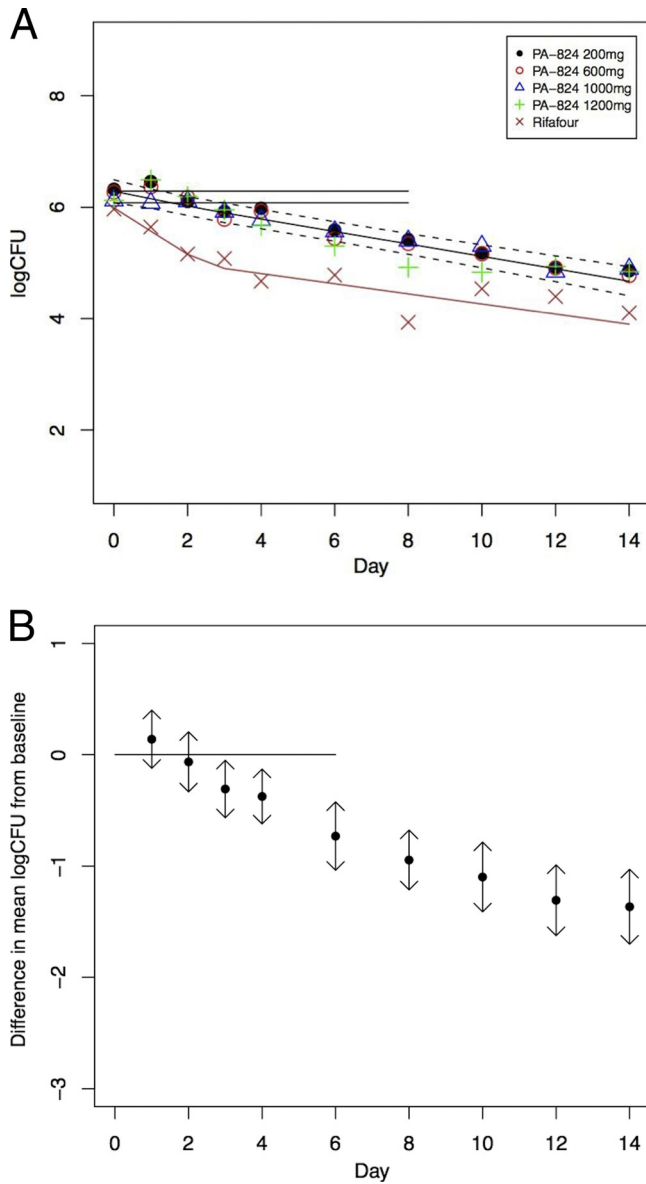 A
PA-824 200mg
PA-824 600mg
PA-824 1000mg
PA-824 1200mg
Rifafour
logCFU
8
6
4
2
0 2 4 6 8 10 12 14
Day
B
Difference in mean logCFU from baseline
1
0
-1
-2
-3
0 2 4 6 8 10 12 14
Day